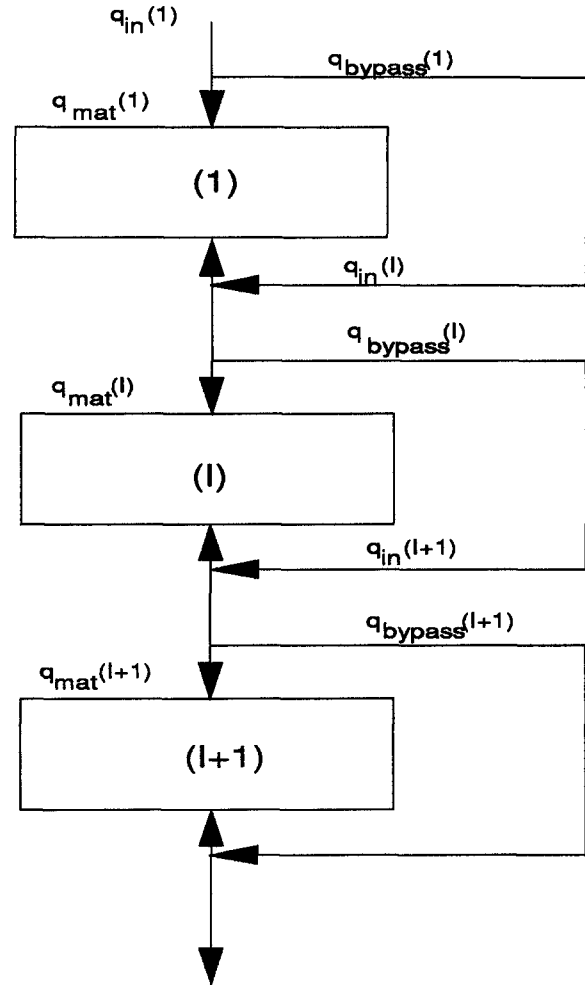 q_in(1)
q_bypass(1)
q_mat(1)
(1)
q_in(I)
q_bypass(I)
q_mat(I)
(I)
q_in(I+1)
q_bypass(I+1)
q_mat(I+1)
(I+1)